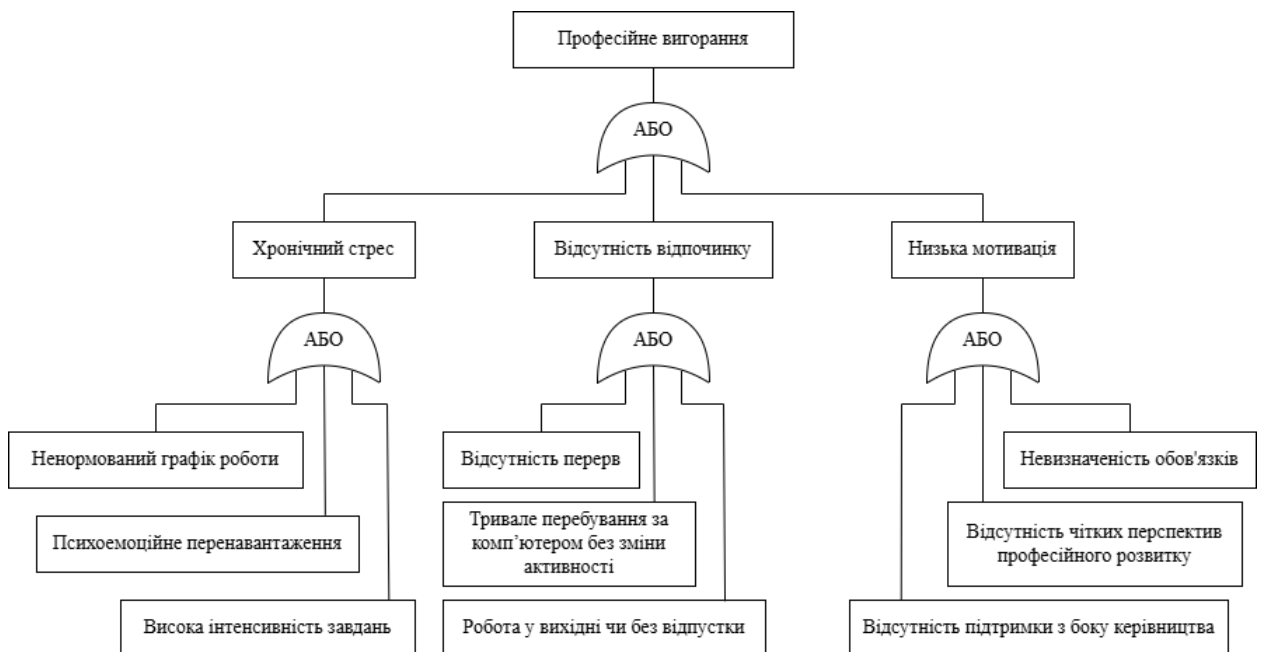 Професійне вигорання
АБО
Хронічний стрес
Відсутність відпочинку
Низька мотивація
АБО
АБО
АБО
Ненормований графік роботи
Відсутність перерв
Невизначеність обов'язків
Психоемоційне перенавантаження
Тривале перебування за
комп’ютером без зміни
активності
Відсутність чітких перспектив
професійного розвитку
Висока інтенсивність завдань
Робота у вихідні чи без відпустки
Відсутність підтримки з боку керівництва